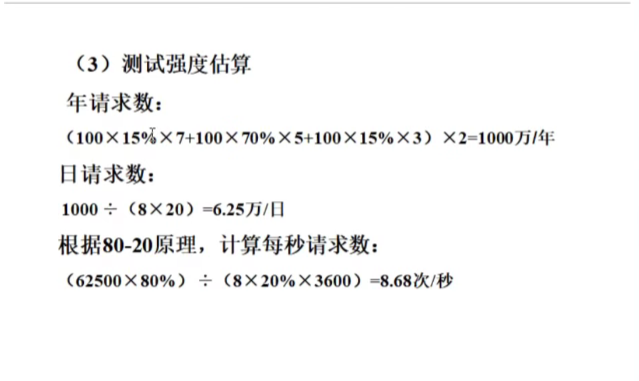 （3）测试强度估算
年请求数：
（100×15%×7+100×70%×5+100×15%×3）×2=1000万/年
日请求数：
1000÷（8×20）=6.25万/日
根据80-20原理，计算每秒请求数：
（62500×80%）÷（8×20%×3600）=8.68次/秒